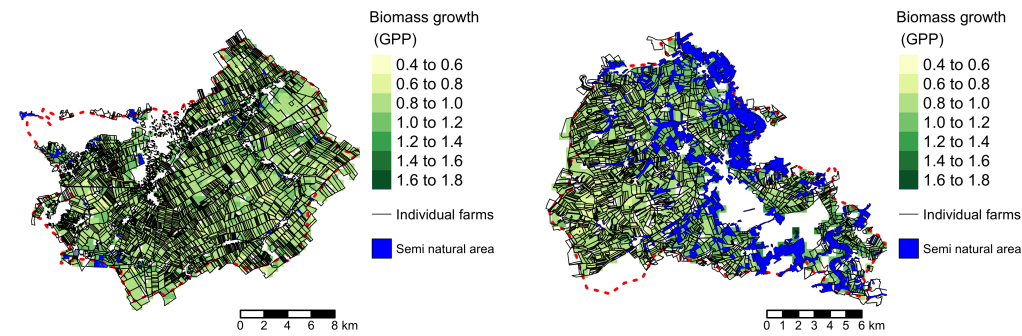 Biomass growth
(GPP)
0.4 to 0.6
0.6 to 0.8
0.8 to 1.0
1.0 to 1.2
1.2 to 1.4
1.4 to 1.6
1.6 to 1.8
Individual farms
Semi natural area
0 2 4 6 8 km
Biomass growth
(GPP)
0.4 to 0.6
0.6 to 0.8
0.8 to 1.0
1.0 to 1.2
1.2 to 1.4
1.4 to 1.6
1.6 to 1.8
Individual farms
Semi natural area
0 1 2 3 4 5 6 km